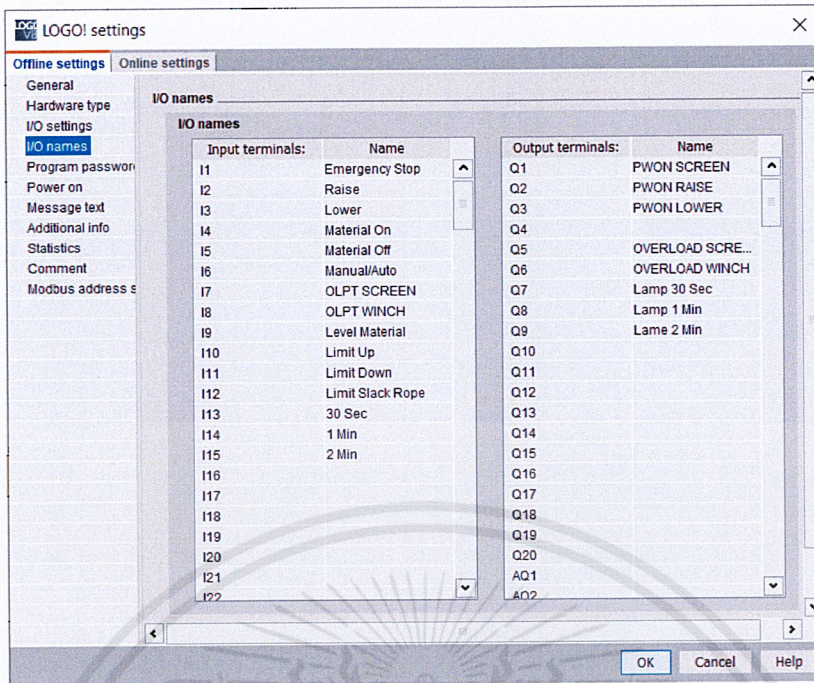 LOGO! settings
Offline settings Online settings
General
Hardware type
I/O settings
I/O names
Program passwor
Power on
Message text
Additional info
Statistics
Comment
Modbus address s
I/O names
I/O names
Input terminals: Name
I1 Emergency Stop
I2 Raise
I3 Lower
I4 Material On
I5 Material Off
I6 Manual/Auto
I7 OLPT SCREEN
I8 OLPT WINCH
I9 Level Material
I10 Limit Up
I11 Limit Down
I12 Limit Slack Rope
I13 30 Sec
I14 1 Min
I15 2 Min
I16
I17
I18
I19
I20
I21
I22
Output terminals: Name
Q1 PWON SCREEN
Q2 PWON RAISE
Q3 PWON LOWER
Q4
Q5 OVERLOAD SCRE...
Q6 OVERLOAD WINCH
Q7 Lamp 30 Sec
Q8 Lamp 1 Min
Q9 Lame 2 Min
Q10
Q11
Q12
Q13
Q14
Q15
Q16
Q17
Q18
Q19
Q20
AQ1
AQ2
OK Cancel Help